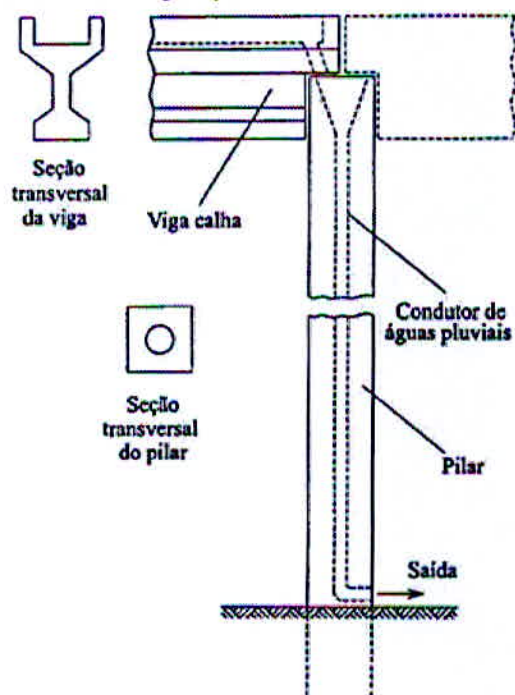 Seção
transversal
da viga
Viga calha
Condutor de
águas pluviais
Seção
transversal
do pilar
Pilar
Saída